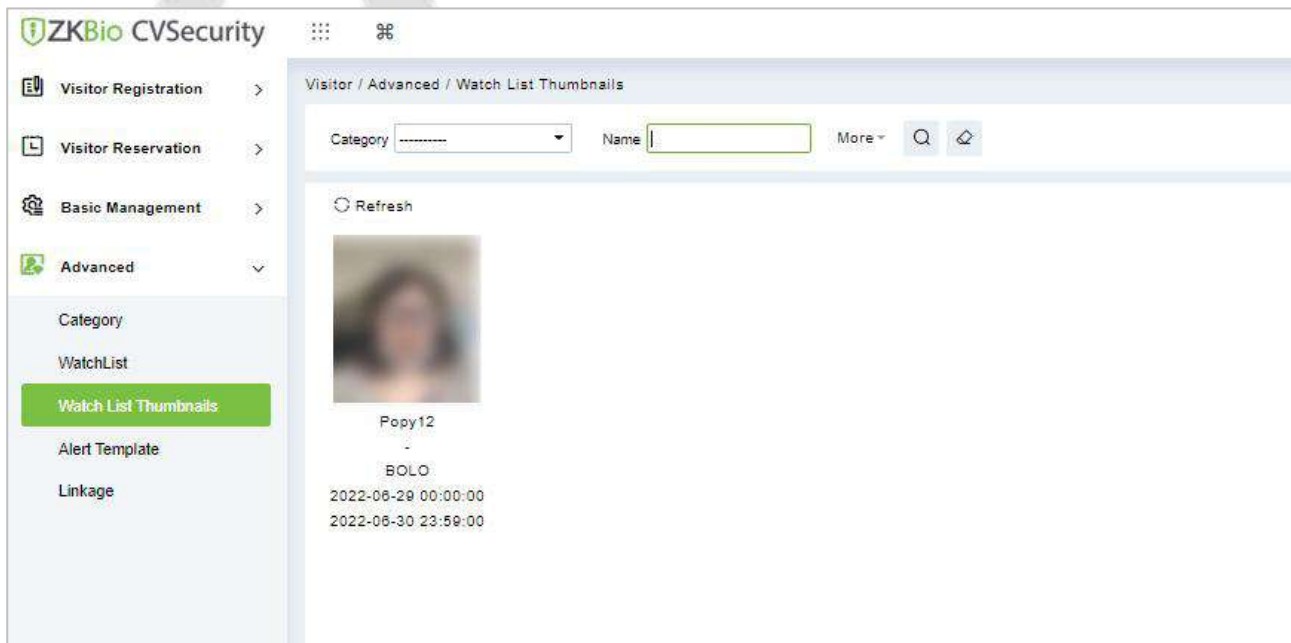 ZKBio CVSecurity
Visitor Registration
Visitor Reservation
Basic Management
Advanced
Category
WatchList
Watch List Thumbnails
Alert Template
Linkage
Visitor / Advanced / Watch List Thumbnails
Category ---------- Name More
Refresh
Popy12
-
BOLO
2022-06-29 00:00:00
2022-06-30 23:59:00